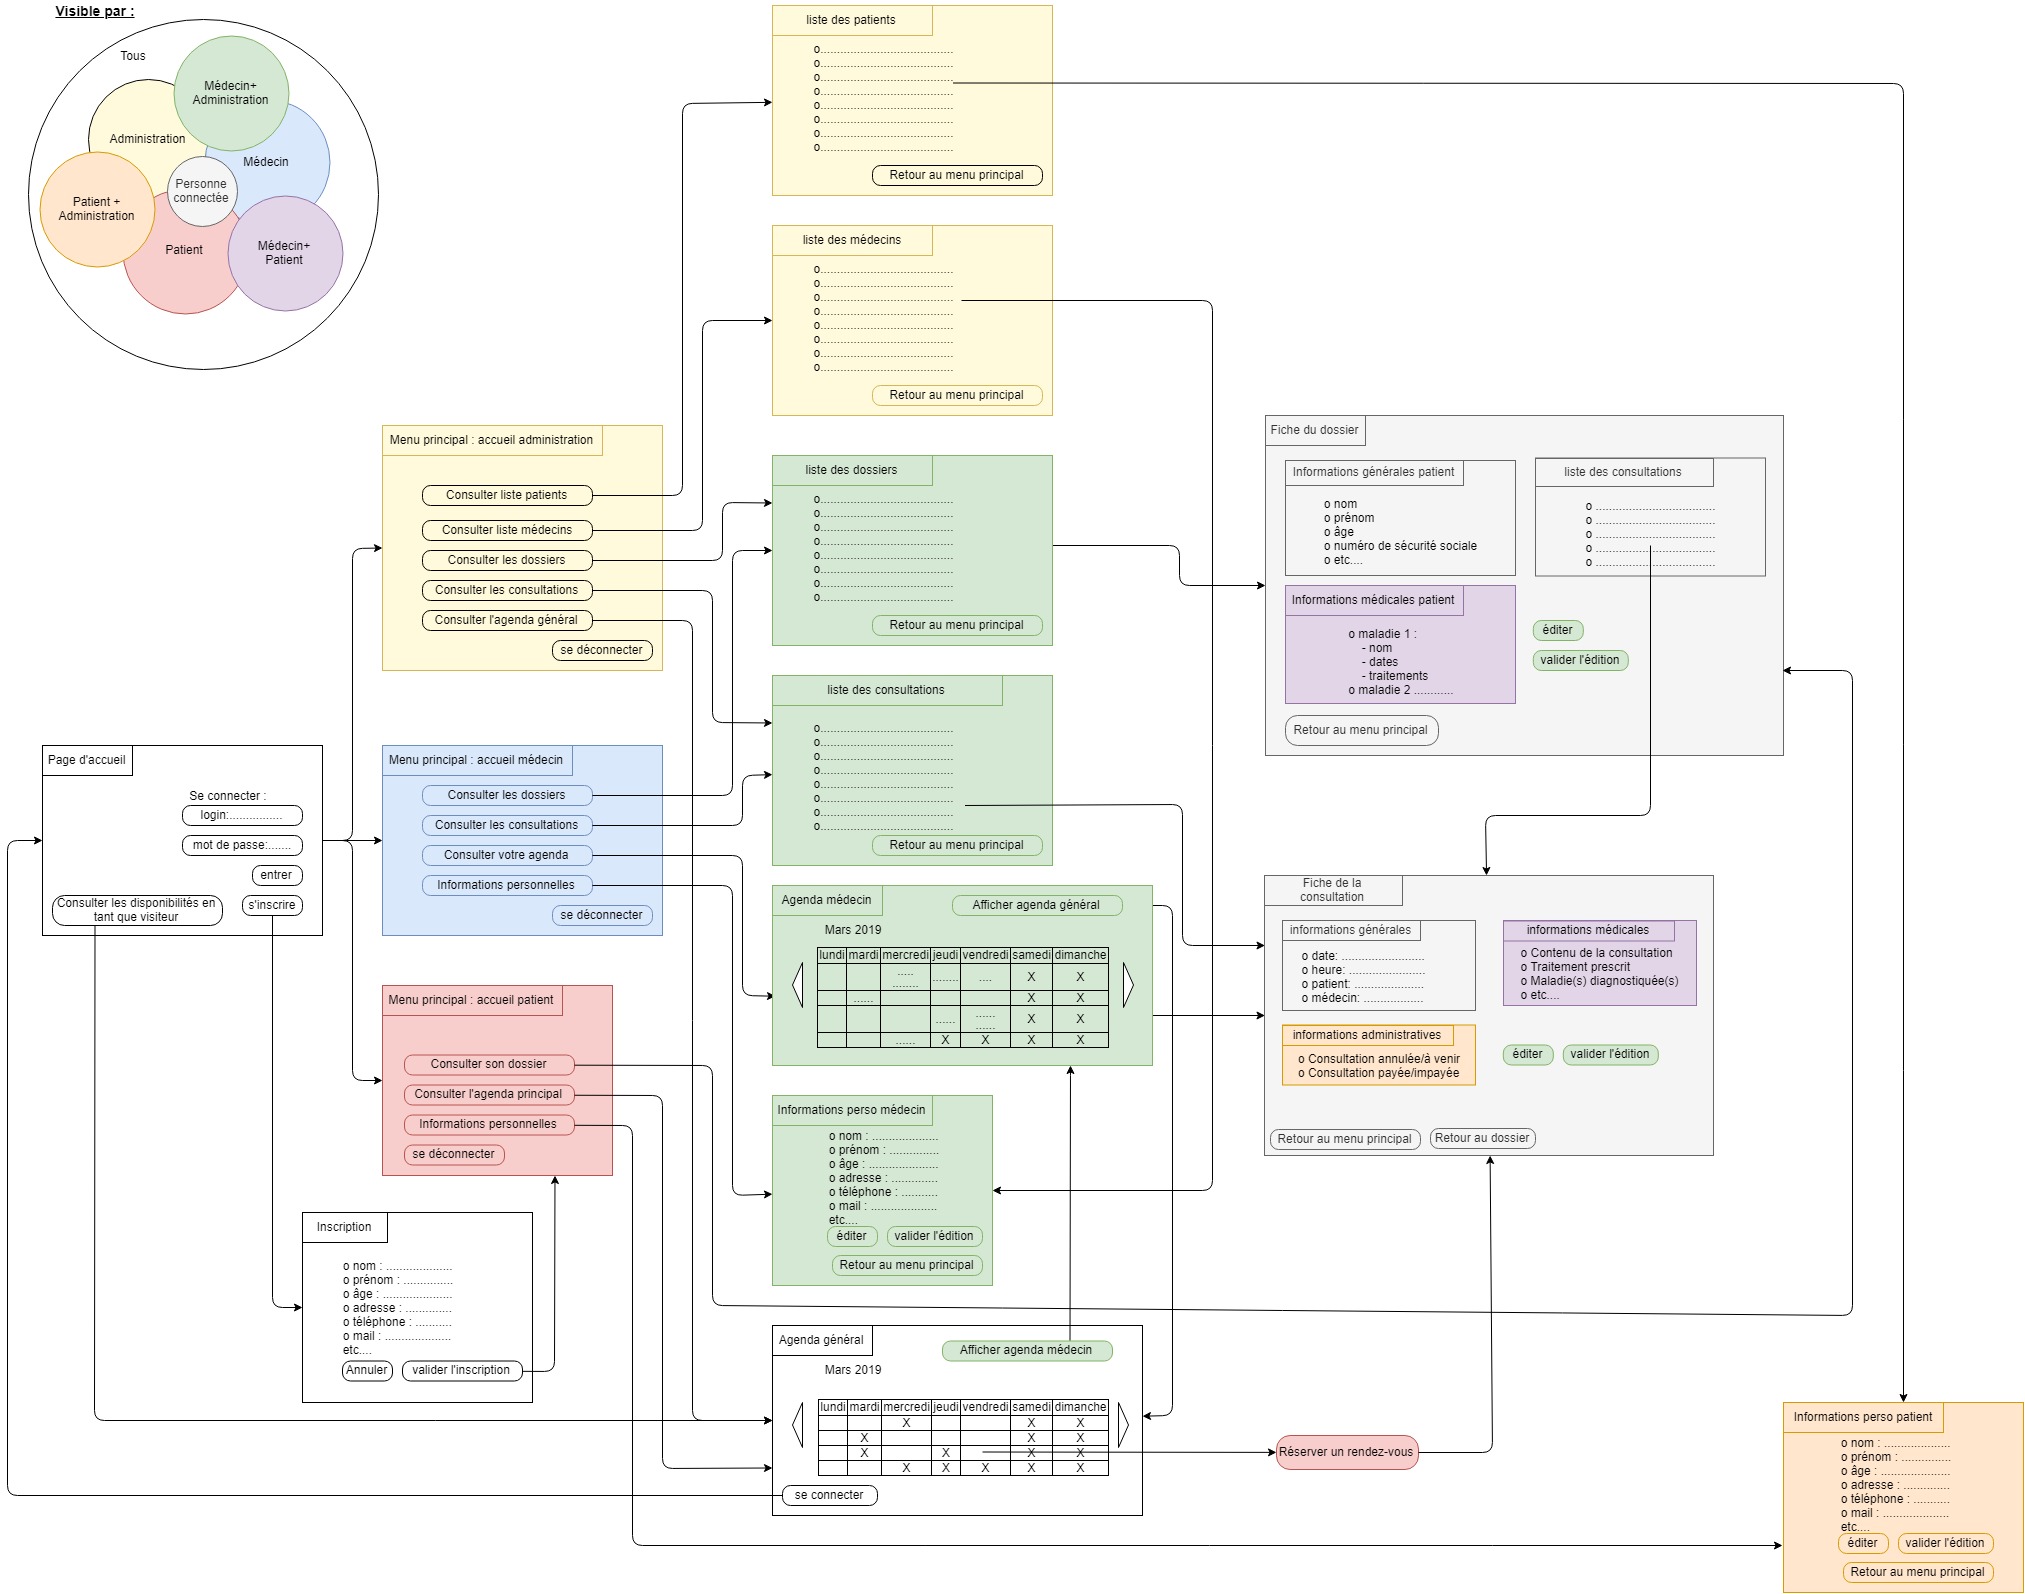 Visible par :
Tous
Médecin+
Administration
Administration
Médecin
Personne
connectée
Patient +
Administration
Patient
Médecin+
Patient
liste des patients
o......................................
o......................................
o......................................
o......................................
o......................................
o......................................
o......................................
o......................................
Retour au menu principal
liste des médecins
o......................................
o......................................
o......................................
o......................................
o......................................
o......................................
o......................................
o......................................
Retour au menu principal
Menu principal : accueil administration
Consulter liste patients
Consulter liste médecins
Consulter les dossiers
Consulter les consultations
Consulter l'agenda général
se déconnecter
liste des dossiers
o......................................
o......................................
o......................................
o......................................
o......................................
o......................................
o......................................
o......................................
Retour au menu principal
Fiche du dossier
Informations générales patient
o nom
o prénom
o âge
o numéro de sécurité sociale
o etc....
liste des consultations
o ..................................
o ..................................
o ..................................
o ..................................
o ..................................
Informations médicales patient
o maladie 1 :
- nom
- dates
- traitements
o maladie 2 ............
éditer
valider l'édition
Retour au menu principal
liste des consultations
o......................................
o......................................
o......................................
o......................................
o......................................
o......................................
o......................................
o......................................
Retour au menu principal
Page d'accueil
Se connecter :
login:................
mot de passe:.......
entrer
s'inscrire
Consulter les disponibilités en
tant que visiteur
Menu principal : accueil médecin
Consulter les dossiers
Consulter les consultations
Consulter votre agenda
Informations personnelles
se déconnecter
Agenda médecin
Afficher agenda général
Mars 2019
lundi mardi mercredi jeudi vendredi samedi dimanche
..... ........ ........ .... X X
...... X X
...... ...... ...... X X
...... X X X X
Fiche de la
consultation
informations générales
o date: ........................
o heure: ......................
o patient: ....................
o médecin: .................
informations médicales
o Contenu de la consultation
o Traitement prescrit
o Maladie(s) diagnostiquée(s)
o etc....
informations administratives
o Consultation annulée/à venir
o Consultation payée/impayée
éditer
valider l'édition
Retour au menu principal
Retour au dossier
Menu principal : accueil patient
Consulter son dossier
Consulter l'agenda principal
Informations personnelles
se déconnecter
Informations perso médecin
o nom : ...................
o prénom : ..............
o âge : ....................
o adresse : .............
o téléphone : ...........
o mail : ...................
etc....
éditer
valider l'édition
Retour au menu principal
Inscription
o nom : ...................
o prénom : ..............
o âge : ....................
o adresse : .............
o téléphone : ..........
o mail : ...................
etc....
Annuler
valider l'inscription
Agenda général
Afficher agenda médecin
Mars 2019
lundi mardi mercredi jeudi vendredi samedi dimanche
X X X
X X X
X X X X
X X X X X
se connecter
Réserver un rendez-vous
Informations perso patient
o nom : ...................
o prénom : ..............
o âge : ....................
o adresse : .............
o téléphone : ..........
o mail : ...................
etc....
éditer
valider l'édition
Retour au menu principal